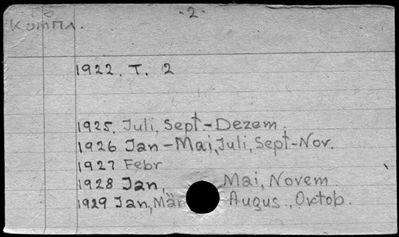 -2-
Компл.
1922. T. 2
1925. Juli, Sept-Dezem.
1926 Jan-Mai, Juli, Sept-Nov.
1927 Febr
1928 Jan, Mai, Novem
1929 Jan, Mär Augus., Oktob.